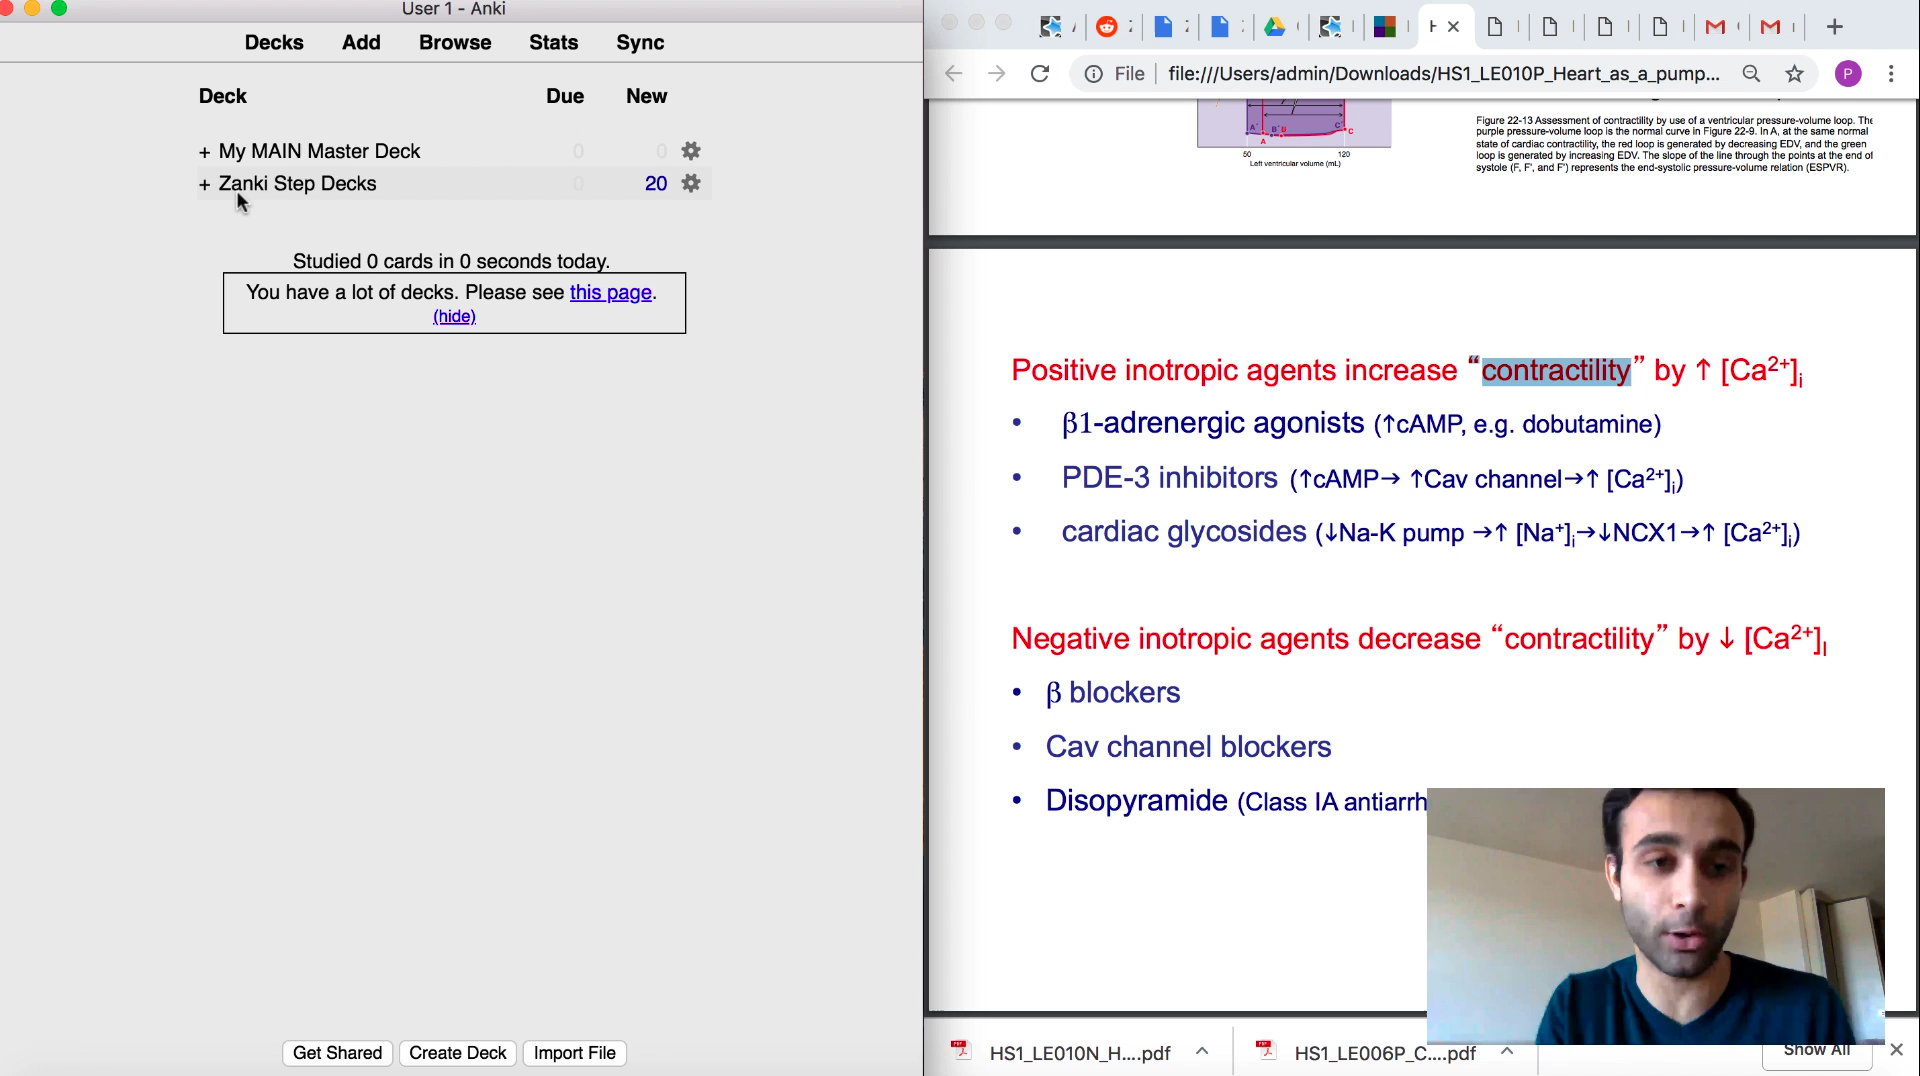 User 1 - Anki
Decks Add Browse Stats Sync
Deck Due New
+ My MAIN Master Deck 0 0
+ Zanki Step Decks 0 20
Studied 0 cards in 0 seconds today.
You have a lot of decks. Please see this page.
(hide)
Get Shared Create Deck Import File
File file:///Users/admin/Downloads/HS1_LE010P_Heart_as_a_pump... P
A" B" B C" C
A
50 120
Left ventricular volume (mL)
Figure 22-13 Assessment of contractility by use of a ventricular pressure-volume loop. The
purple pressure-volume loop is the normal curve in Figure 22-9. In A, at the same normal
state of cardiac contractility, the red loop is generated by decreasing EDV, and the green
loop is generated by increasing EDV. The slope of the line through the points at the end of
systole (F, F', and F') represents the end-systolic pressure-volume relation (ESPVR).
Positive inotropic agents increase “contractility” by ↑ [Ca²⁺]ᵢ
• β1-adrenergic agonists (↑cAMP, e.g. dobutamine)
• PDE-3 inhibitors (↑cAMP→ ↑Cav channel→↑ [Ca²⁺]ᵢ)
• cardiac glycosides (↓Na-K pump →↑ [Na⁺]ᵢ→↓NCX1→↑ [Ca²⁺]ᵢ)
Negative inotropic agents decrease “contractility” by ↓ [Ca²⁺]ₗ
• β blockers
• Cav channel blockers
• Disopyramide (Class IA antiarrh
HS1_LE010N_H....pdf HS1_LE006P_C....pdf Show All